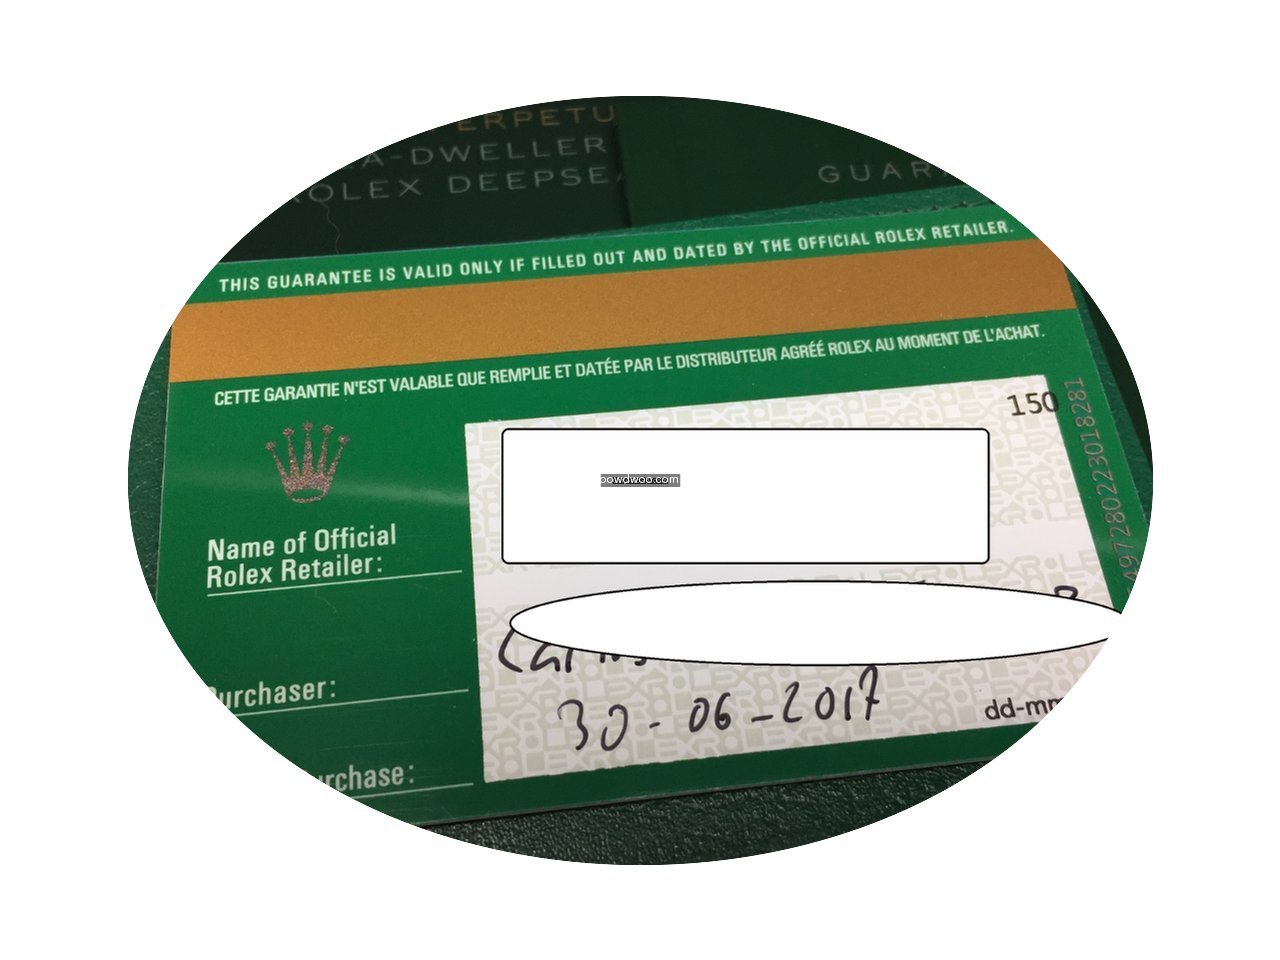 ERPETU
A-DWELLER
ROLEX DEEPSEA
GUAR
THIS GUARANTEE IS VALID ONLY IF FILLED OUT AND DATED BY THE OFFICIAL ROLEX RETAILER.
CETTE GARANTIE N'EST VALABLE QUE REMPLIE ET DATÉE PAR LE DISTRIBUTEUR AGRÉÉ ROLEX AU MOMENT DE L'ACHAT.
150
497280223018281
powdwoo.com
Name of Official
Rolex Retailer:
Purchaser:
30-06-2017
dd-mm
urchase: